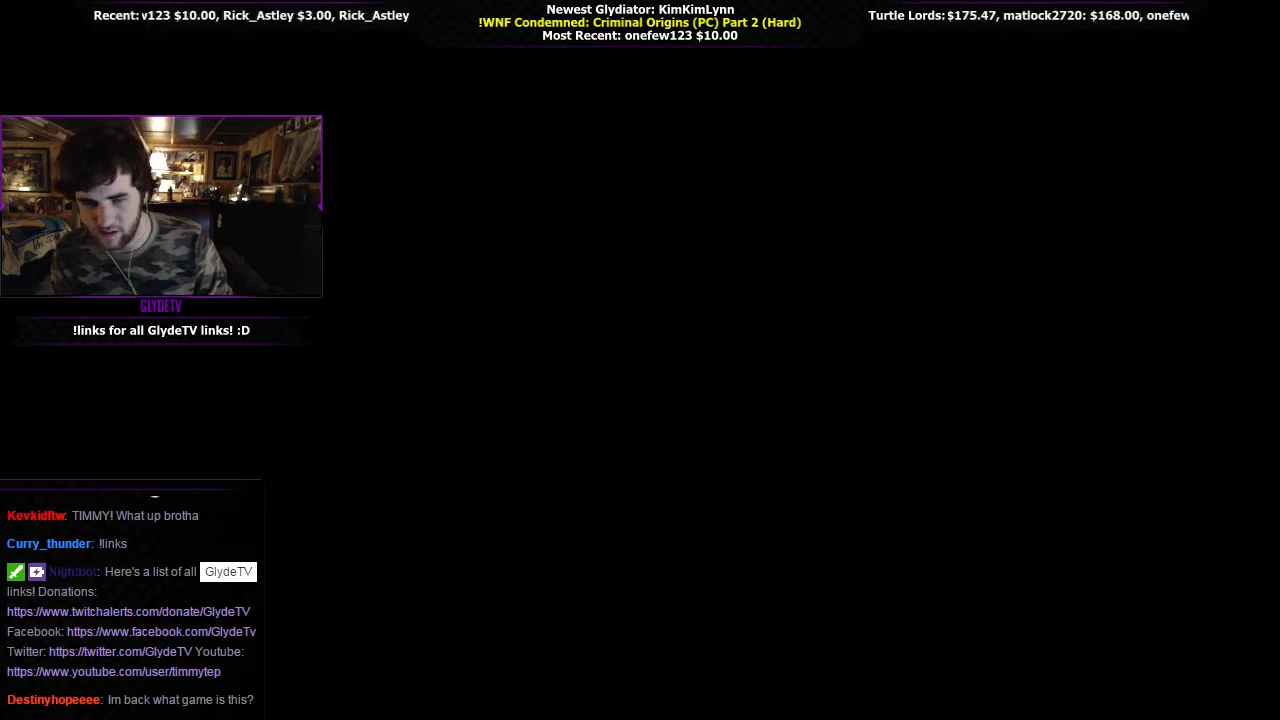 Recent: v123 $10.00, Rick_Astley $3.00, Rick_Astley
Newest Glydiator: KimKimLynn
!WNF Condemned: Criminal Origins (PC) Part 2 (Hard)
Most Recent: onefew123 $10.00
Turtle Lords: $175.47, matlock2720: $168.00, onefew
GLYDETV
!links for all GlydeTV links! :D
Kevkidftw: TIMMY! What up brotha
Curry_thunder: !links
Nightbot: Here's a list of all GlydeTV
links! Donations:
https://www.twitchalerts.com/donate/GlydeTV
Facebook: https://www.facebook.com/GlydeTv
Twitter: https://twitter.com/GlydeTV Youtube:
https://www.youtube.com/user/timmytep
Destinyhopeeee: Im back what game is this?